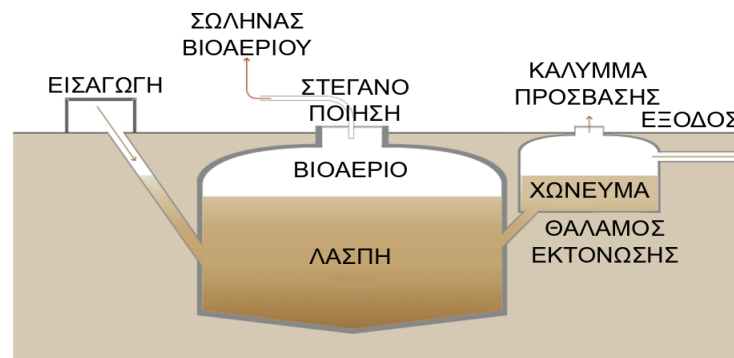 ΣΩΛΗΝΑΣ
ΒΙΟΑΕΡΙΟΥ
ΕΙΣΑΓΩΓΗ
ΣΤΕΓΑΝΟ
ΠΟΙΗΣΗ
ΚΑΛΥΜΜΑ
ΠΡΟΣΒΑΣΗΣ
ΕΞΟΔΟΣ
ΒΙΟΑΕΡΙΟ
ΧΩΝΕΥΜΑ
ΛΑΣΠΗ
ΘΑΛΑΜΟΣ
ΕΚΤΟΝΩΣΗΣ